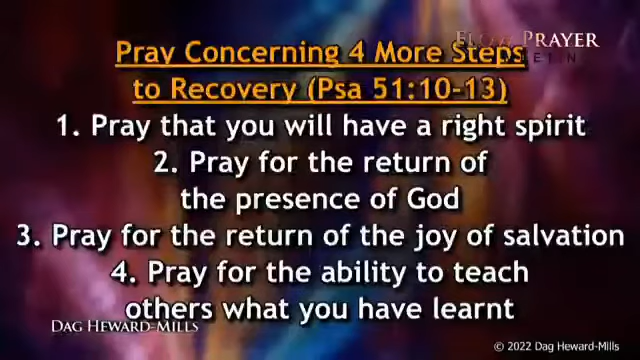 Pray Concerning 4 More Steps
to Recovery (Psa 51:10-13)
1. Pray that you will have a right spirit
2. Pray for the return of
the presence of God
3. Pray for the return of the joy of salvation
4. Pray for the ability to teach
others what you have learnt
PRAYER
DAG HEWARD-MILLS
© 2022 Dag Heward-Mills